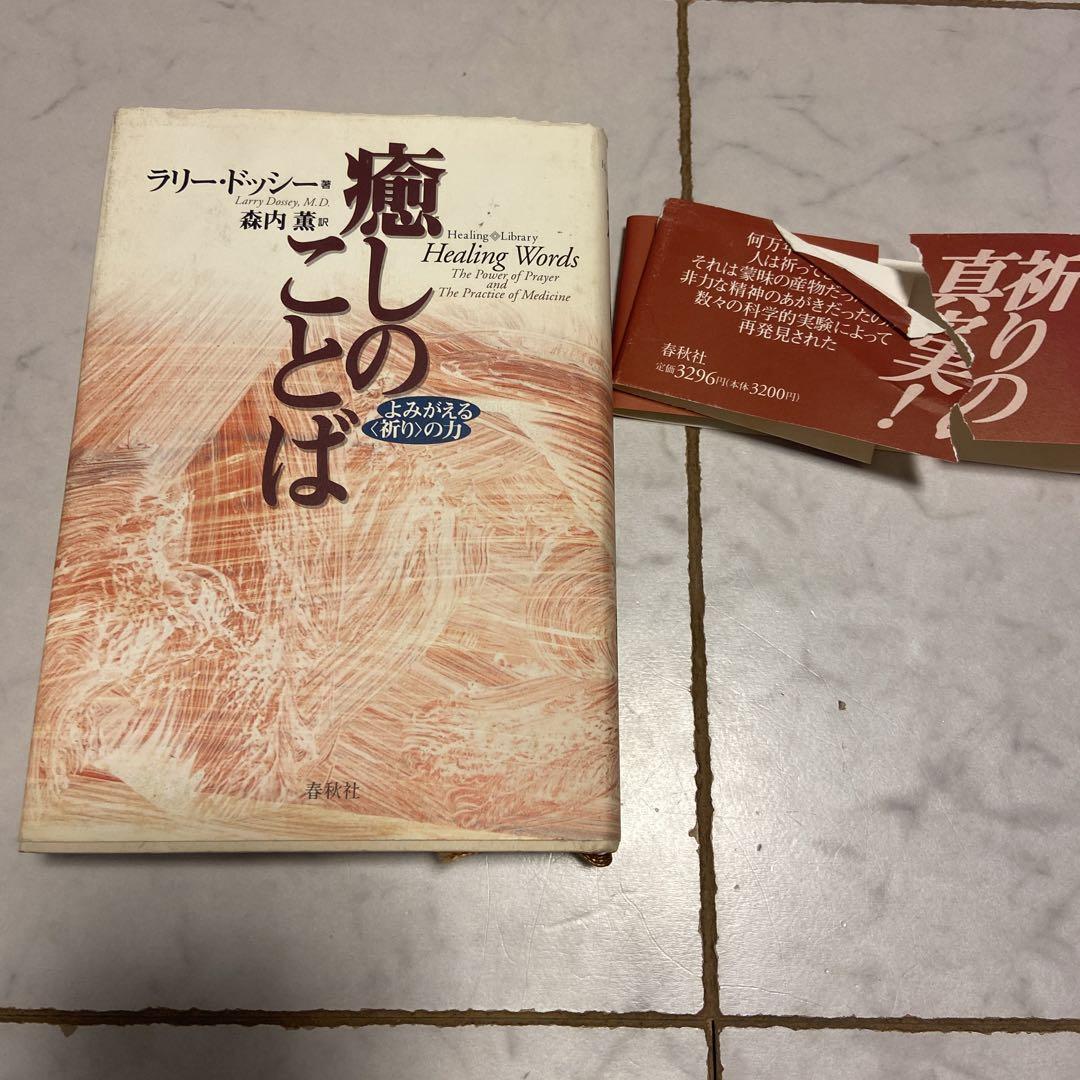 癒しの
ことば
ラリー・ドッシー 著
Larry Dossey, M.D.
森内 薫 訳
Healing Library
Healing Words
The Power of Prayer
and
The Practice of Medicine
よみがえる
〈祈り〉の力
春秋社
何万年
人は祈って
それは蒙昧の産物だった
非力な精神のあがきだったの
数々の科学的実験によって
再発見された
春秋社
定価3296円(本体3200円)
祈りの
真実!